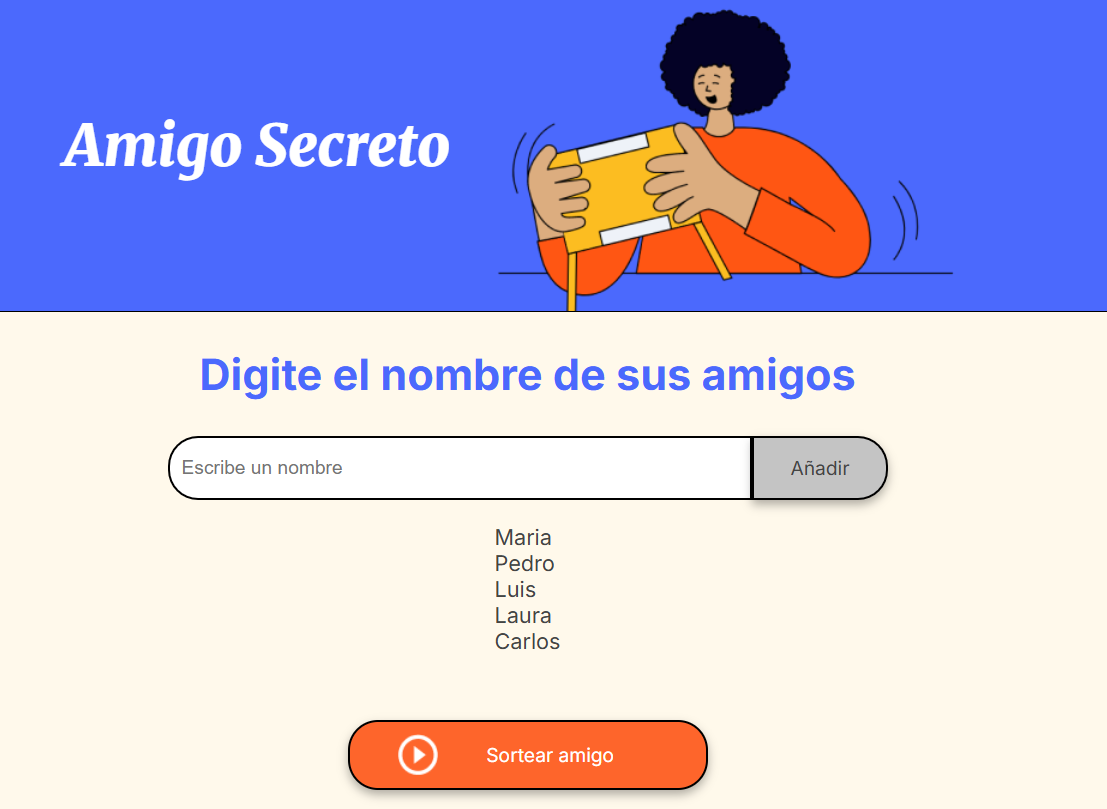 Amigo Secreto
Digite el nombre de sus amigos
Escribe un nombre
Añadir
Maria
Pedro
Luis
Laura
Carlos
Sortear amigo